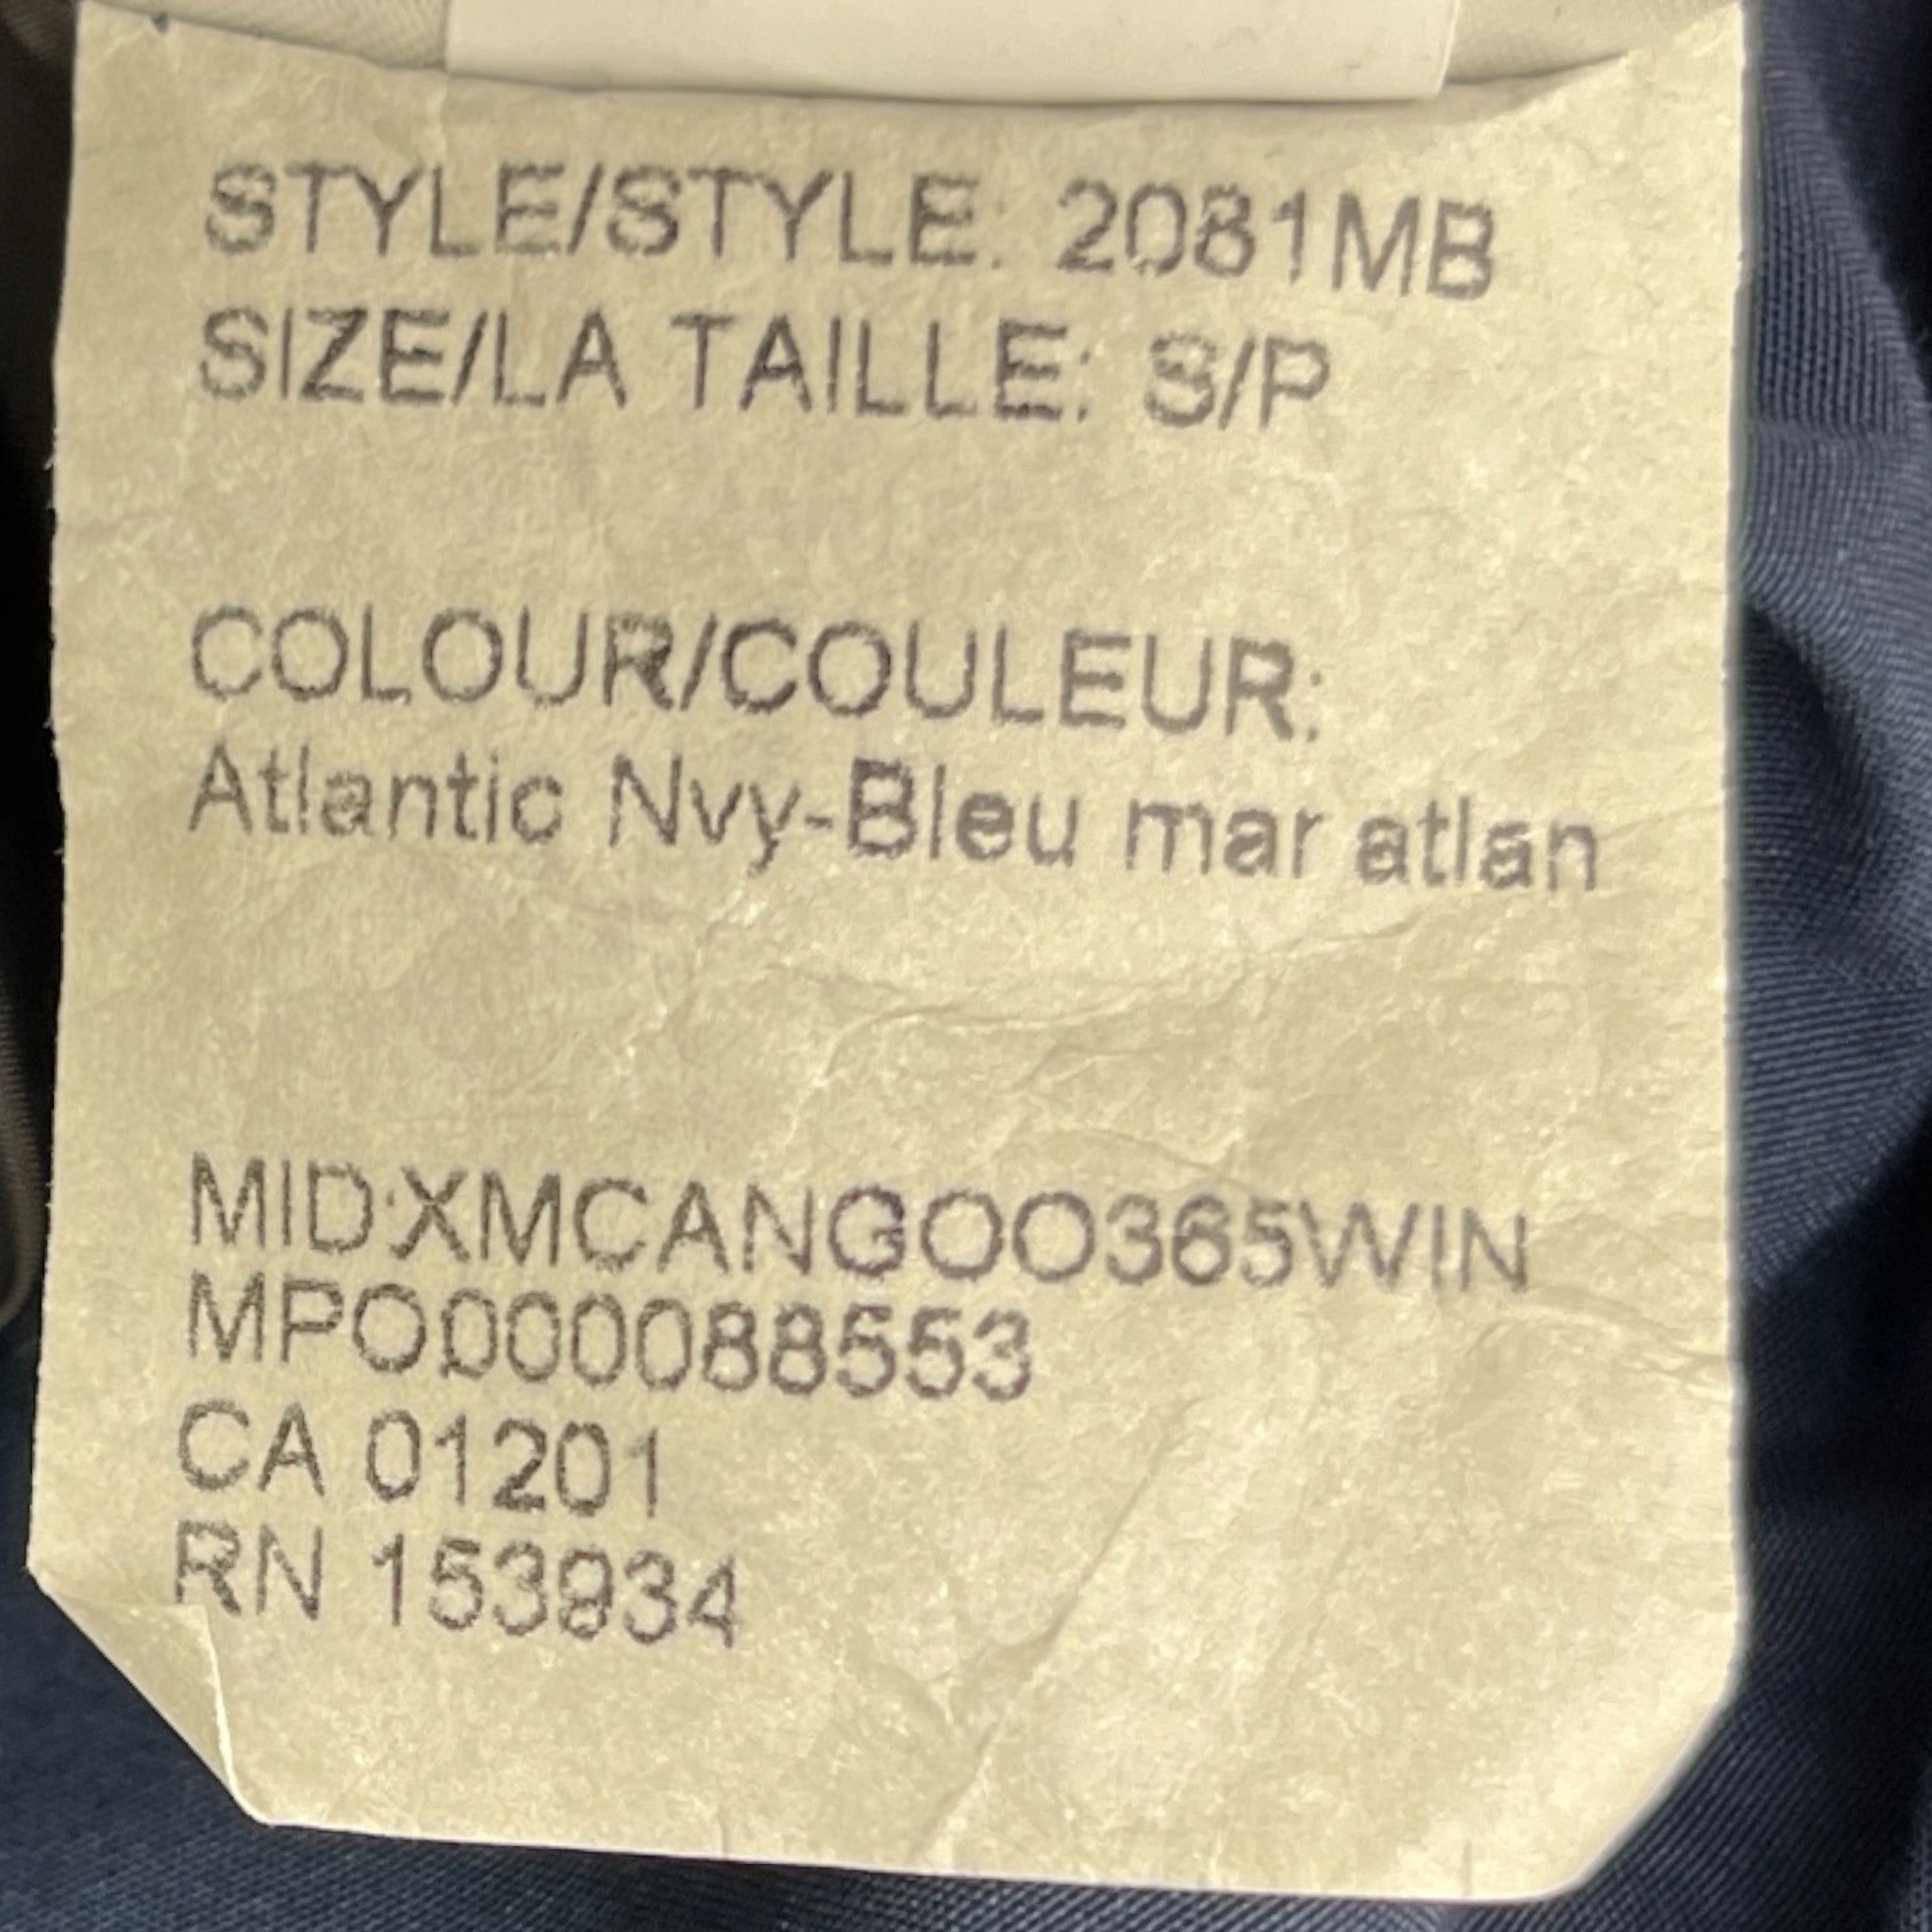 STYLE/STYLE: 2081MB
SIZE/LA TAILLE: S/P
COLOUR/COULEUR:
Atlantic Nvy-Bleu mar atlan
MID:XMCANGOO365WIN
MPO000088553
CA 01201
RN 153934